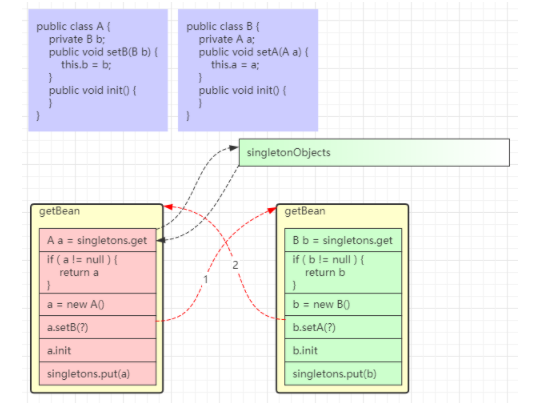 public class A {
private B b;
public void setB(B b) {
this.b = b;
}
public void init() {
}
}
public class B {
private A a;
public void setA(A a) {
this.a = a;
}
public void init() {
}
}
singletonObjects
getBean
A a = singletons.get
if ( a != null ) {
return a
}
a = new A()
a.setB(?)
a.init
singletons.put(a)
1
2
getBean
B b = singletons.get
if ( b != null ) {
return b
}
b = new B()
b.setA(?)
b.init
singletons.put(b)